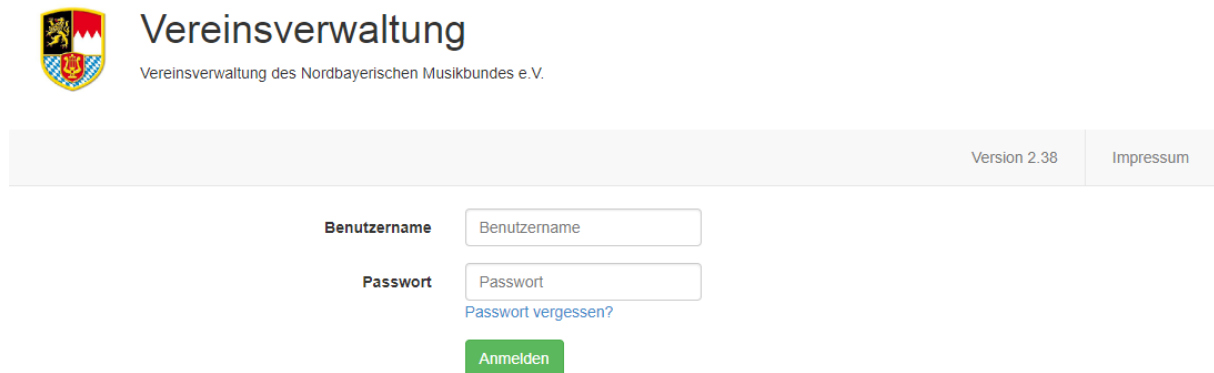 Vereinsverwaltung
Vereinsverwaltung des Nordbayerischen Musikbundes e.V.
Version 2.38 Impressum
Benutzername Benutzername
Passwort Passwort
Passwort vergessen?
Anmelden